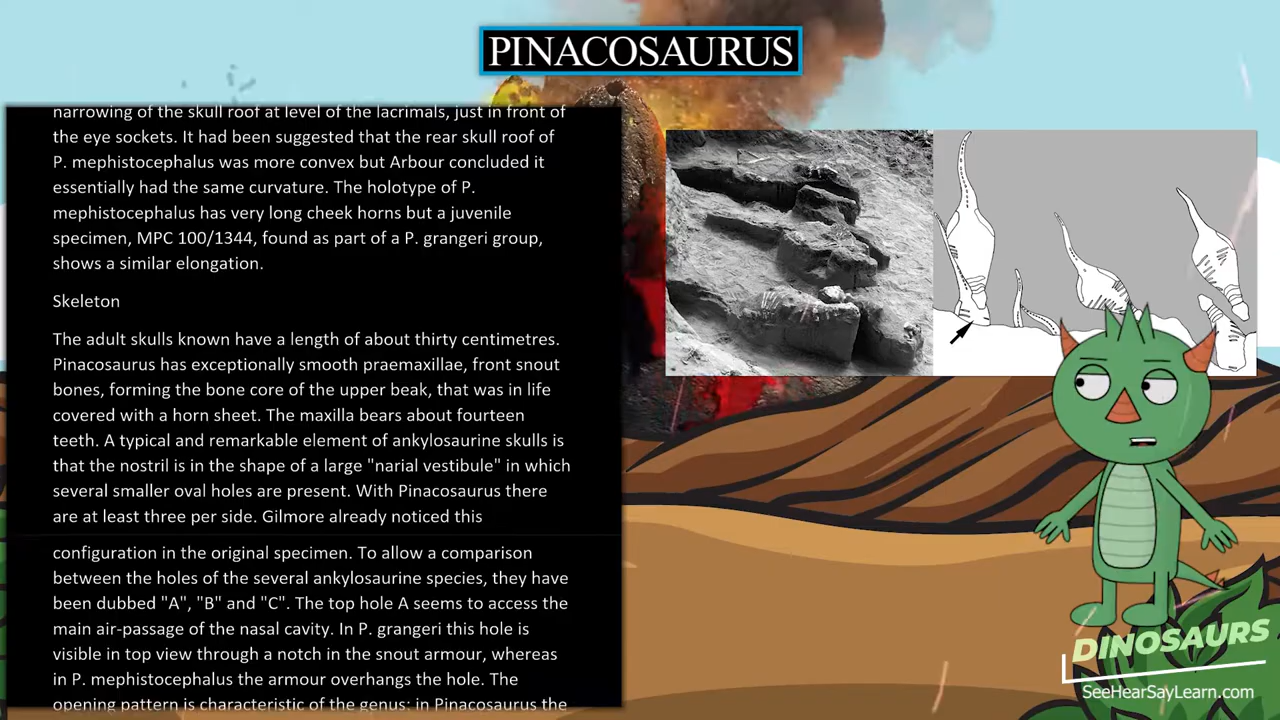 PINACOSAURUS
narrowing of the skull roof at level of the lacrimals, just in front of
the eye sockets. It had been suggested that the rear skull roof of
P. mephistocephalus was more convex but Arbour concluded it
essentially had the same curvature. The holotype of P.
mephistocephalus has very long cheek horns but a juvenile
specimen, MPC 100/1344, found as part of a P. grangeri group,
shows a similar elongation.
Skeleton
The adult skulls known have a length of about thirty centimetres.
Pinacosaurus has exceptionally smooth praemaxillae, front snout
bones, forming the bone core of the upper beak, that was in life
covered with a horn sheet. The maxilla bears about fourteen
teeth. A typical and remarkable element of ankylosaurine skulls is
that the nostril is in the shape of a large "narial vestibule" in which
several smaller oval holes are present. With Pinacosaurus there
are at least three per side. Gilmore already noticed this
configuration in the original specimen. To allow a comparison
between the holes of the several ankylosaurine species, they have
been dubbed "A", "B" and "C". The top hole A seems to access the
main air-passage of the nasal cavity. In P. grangeri this hole is
visible in top view through a notch in the snout armour, whereas
in P. mephistocephalus the armour overhangs the hole. The
opening pattern is characteristic of the genus: in Pinacosaurus the
DINOSAURS
SeeHearSayLearn.com